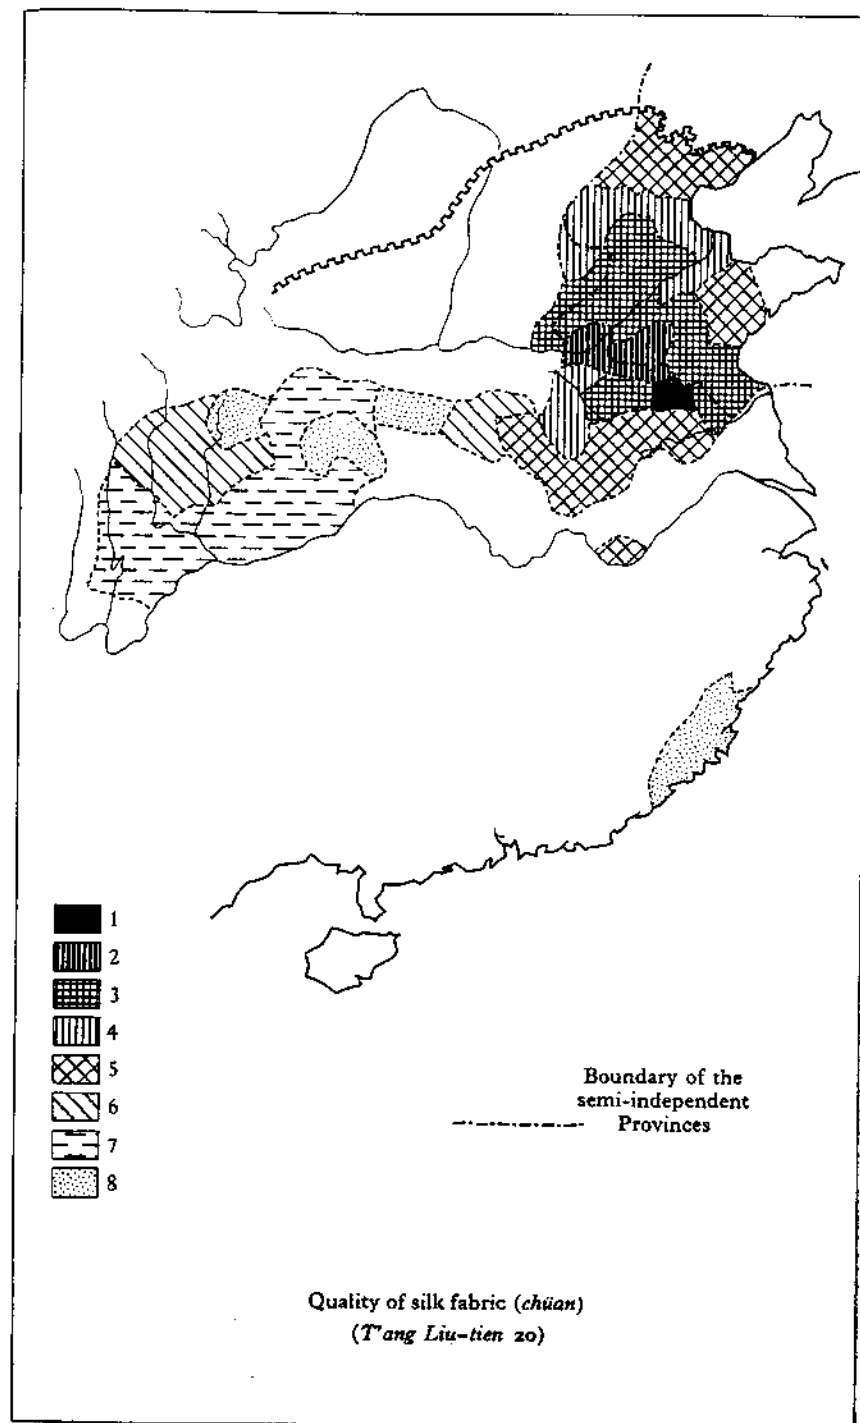 1
2
3
4
5
6
7
8
Boundary of the
semi-independent
Provinces
Quality of silk fabric (chüan)
(T'ang Liu-tien 20)